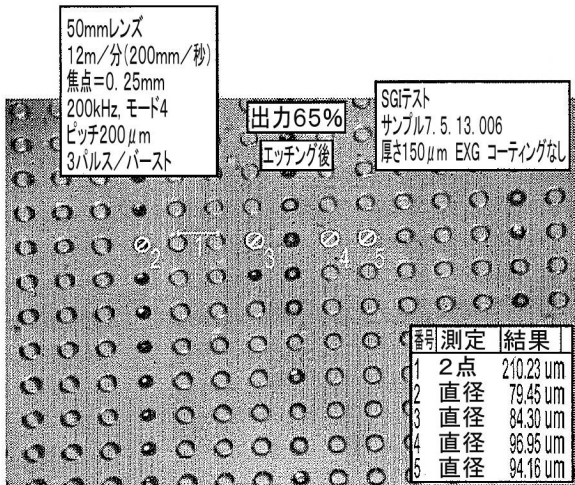 50mmレンズ
12m/分(200mm/秒)
焦点=0.25mm
200kHz,モード4
ピッチ200μm
3パルス/バースト
出力65%
エッチング後
SGIテスト
サンプル7.5.13.006
厚さ150μm EXG コーティングなし
1
2
3
4
5
番号 測定 結果
1 2点 210.23 um
2 直径 79.45 um
3 直径 84.30 um
4 直径 96.95 um
5 直径 94.16 um